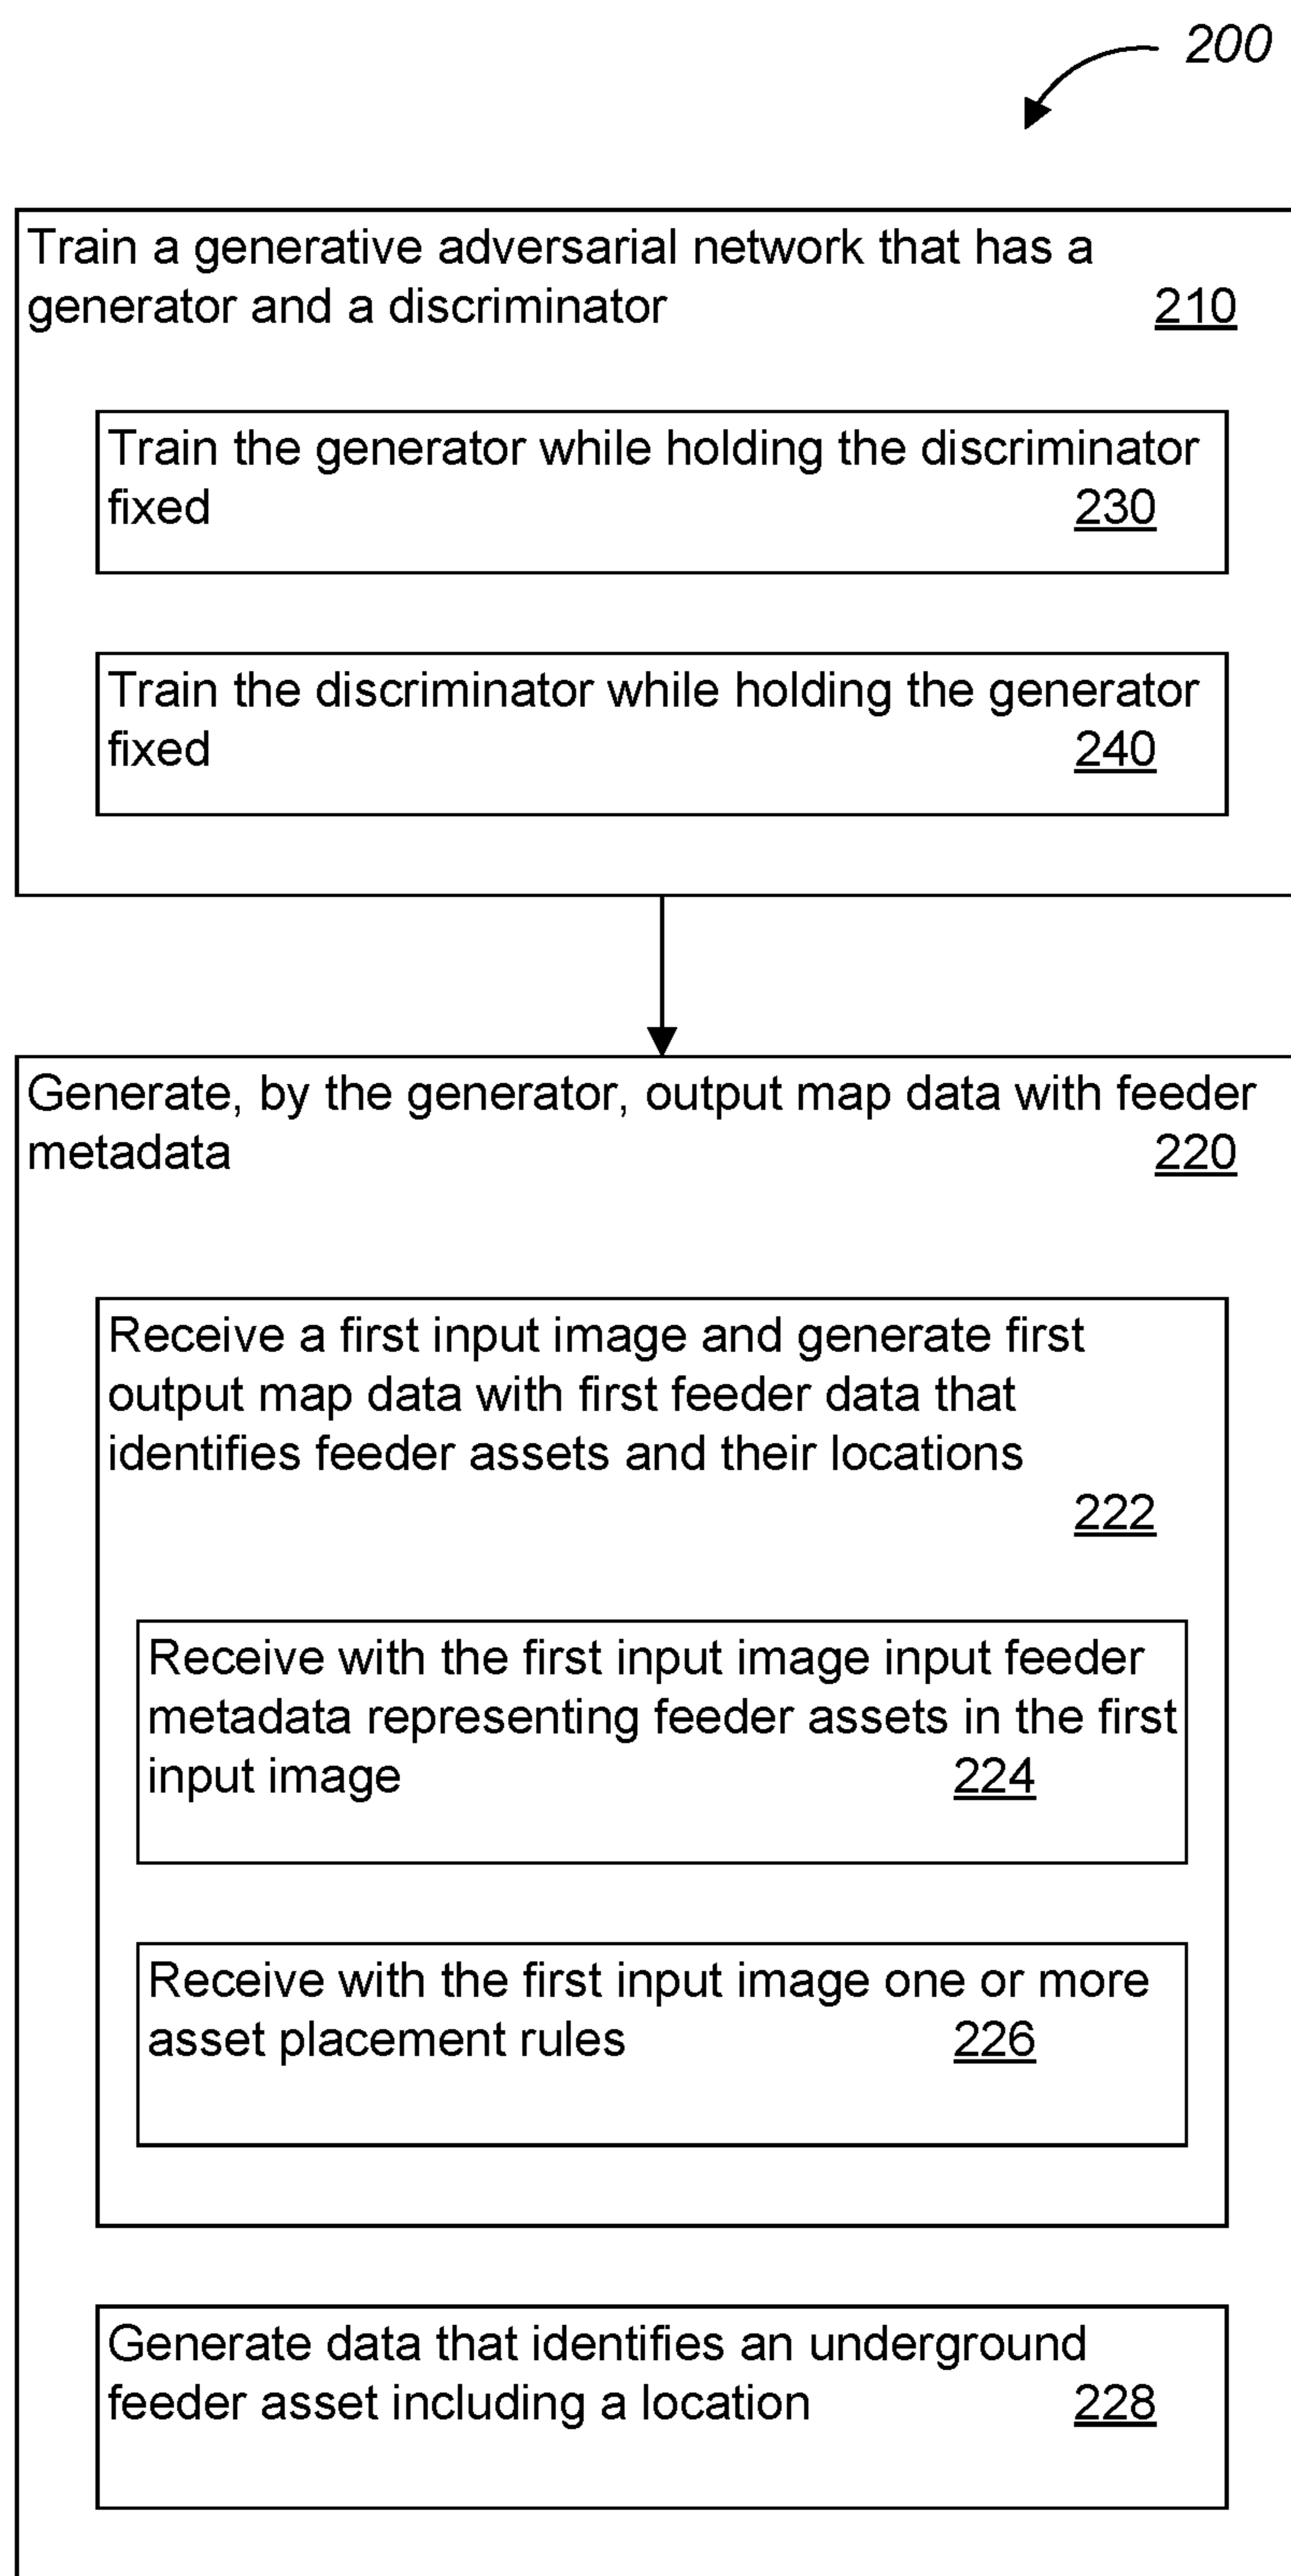 200
Train a generative adversarial network that has a
generator and a discriminator 210
Train the generator while holding the discriminator
fixed 230
Train the discriminator while holding the generator
fixed 240
Generate, by the generator, output map data with feeder
metadata 220
Receive a first input image and generate first
output map data with first feeder data that
identifies feeder assets and their locations
222
Receive with the first input image input feeder
metadata representing feeder assets in the first
input image 224
Receive with the first input image one or more
asset placement rules 226
Generate data that identifies an underground
feeder asset including a location 228